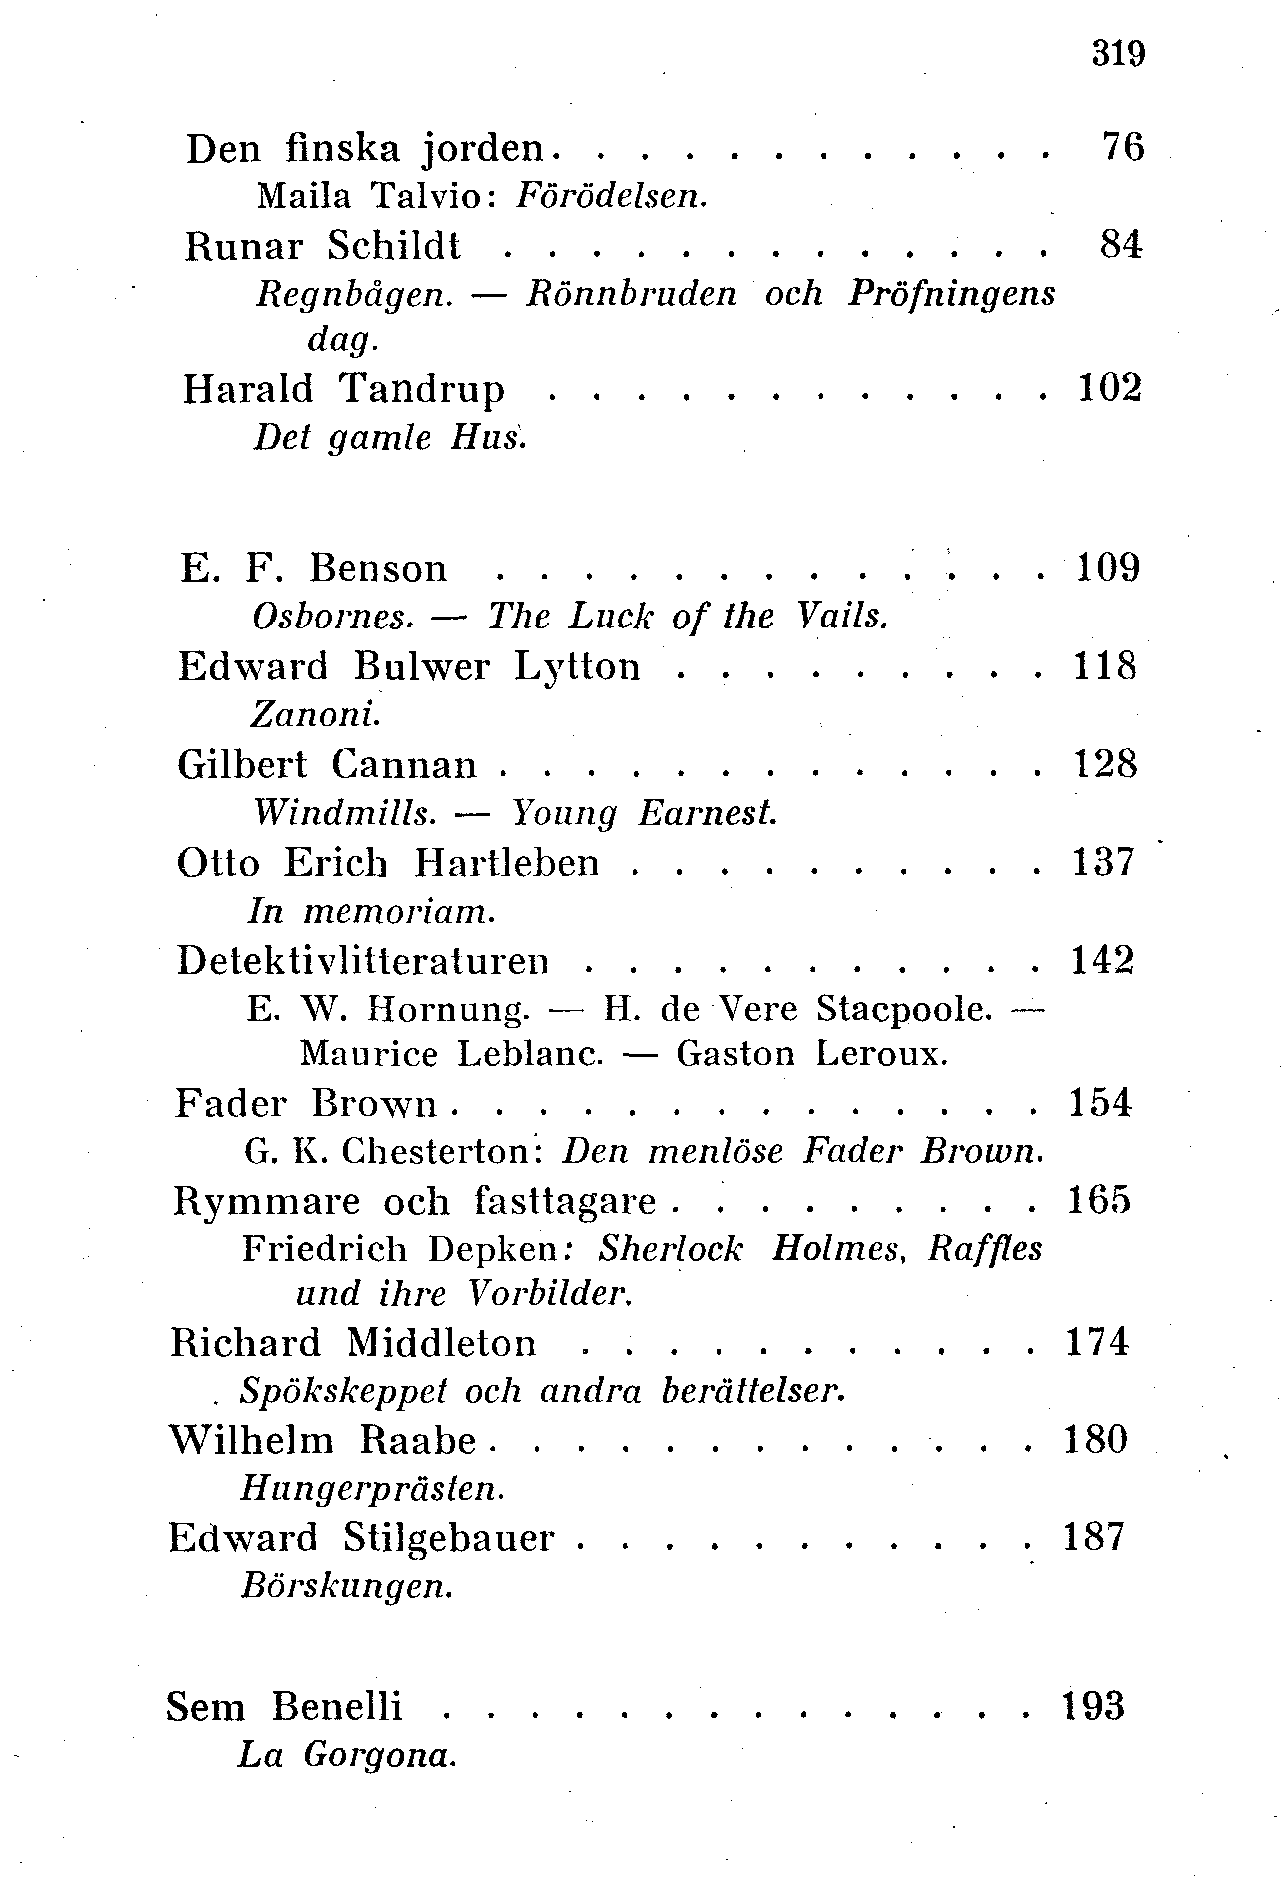 319
Den finska jorden. . . . . . . . . . . . 76
Maila Talvio: Förödelsen.
Runar Schildt . . . . . . . . . . . . . 84
Regnbågen. — Rönnbruden och Pröfningens
dag.
Harald Tandrup . . . . . . . . . . . . 102
Det gamle Hus.
E. F. Benson . . . . . . . . . . . . . 109
Osbornes. — The Luck of the Vails.
Edward Bulwer Lytton . . . . . . . . . 118
Zanoni.
Gilbert Cannan . . . . . . . . . . . . . 128
Windmills. — Young Earnest.
Otto Erich Hartleben . . . . . . . . . . 137
In memoriam.
Detektivlitteraturen . . . . . . . . . . . 142
E. W. Hornung. — H. de Vere Stacpoole. —
Maurice Leblanc. — Gaston Leroux.
Fader Brown . . . . . . . . . . . . . . 154
G. K. Chesterton: Den menlöse Fader Brown.
Rymmare och fasttagare . . . . . . . . . 165
Friedrich Depken: Sherlock Holmes, Raffles
und ihre Vorbilder.
Richard Middleton . . . . . . . . . . . 174
Spökskeppet och andra berättelser.
Wilhelm Raabe . . . . . . . . . . . . . 180
Hungerprästen.
Edward Stilgebauer . . . . . . . . . . . 187
Börskungen.
Sem Benelli . . . . . . . . . . . . . . 193
La Gorgona.